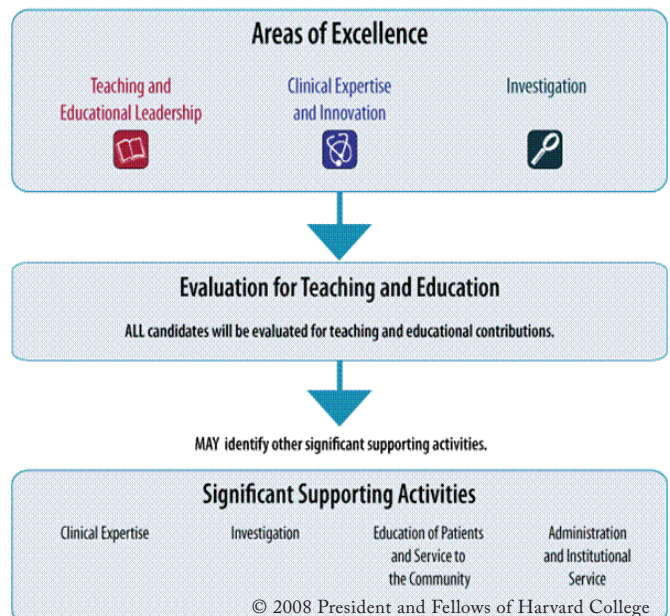 Areas of Excellence
Teaching and
Educational Leadership
Clinical Expertise
and Innovation
Investigation
Evaluation for Teaching and Education
ALL candidates will be evaluated for teaching and educational contributions.
MAY identify other significant supporting activities.
Significant Supporting Activities
Clinical Expertise
Investigation
Education of Patients
and Service to
the Community
Administration
and Institutional
Service
© 2008 President and Fellows of Harvard College